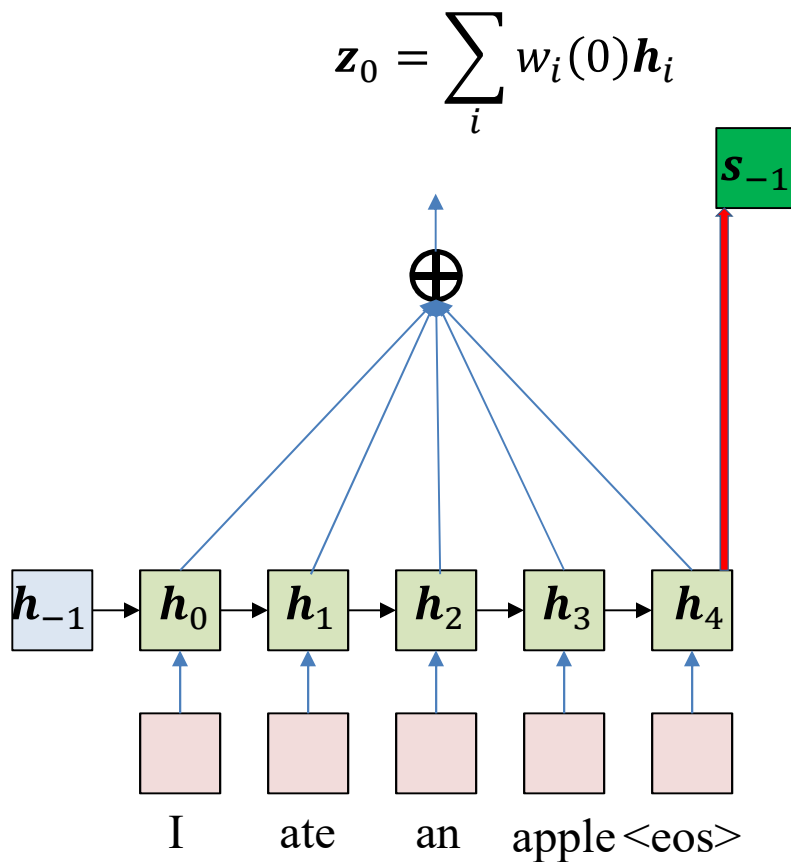 z₀ = ∑ᵢ wᵢ(0)hᵢ
s₋₁
h₋₁ h₀ h₁ h₂ h₃ h₄
I ate an apple <eos>